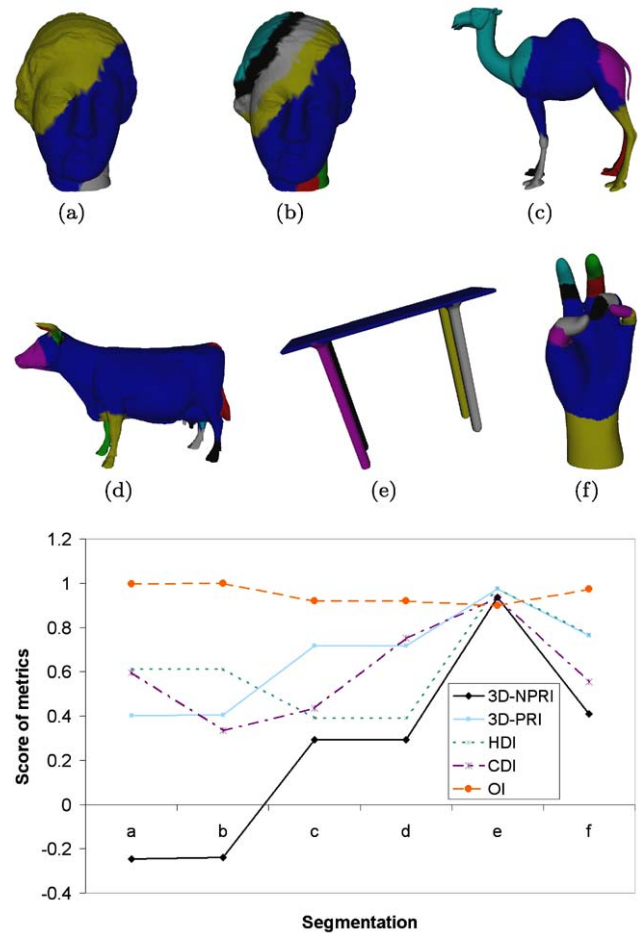 (a)
(b)
(c)
(d)
(e)
(f)
1.2
1
0.8
0.6
0.4
0.2
0
-0.2
-0.4
Score of metrics
a b c d e f
3D-NPRI
3D-PRI
HDI
CDI
OI
Segmentation